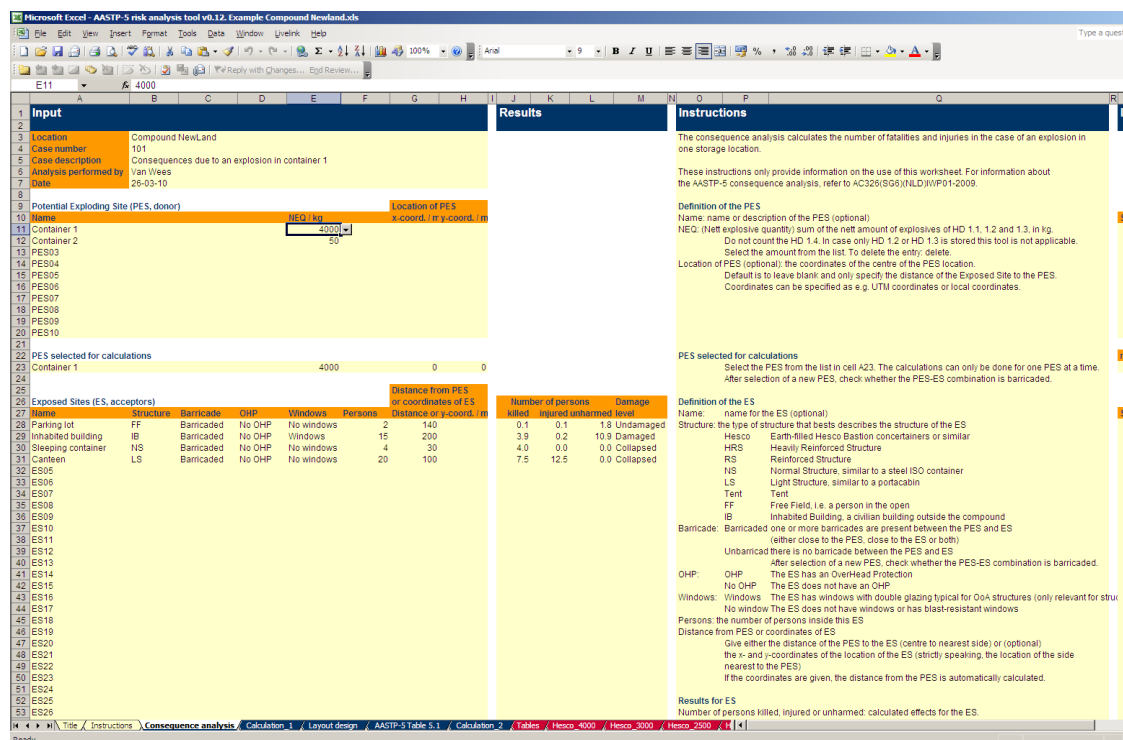 Microsoft Excel - AASTP-5 risk analysis tool v0.12. Example Compound Newland.xls
File Edit View Insert Format Tools Data Window Livelink Help Type a quest
100% Arial 9 B I U
Reply with Changes... End Review...
E11 fx 4000
A B C D E F G H I J K L M N O P Q R
1 Input Results Instructions
2
3 Location Compound NewLand The consequence analysis calculates the number of fatalities and injuries in the case of an explosion in
4 Case number 101 one storage location.
5 Case description Consequences due to an explosion in container 1
6 Analysis performed by Van Wees These instructions only provide information on the use of this worksheet. For information about
7 Date 26-03-10 the AASTP-5 consequence analysis, refer to AC326(SG6)(NLD)IWP01-2009.
8
9 Potential Exploding Site (PES, donor) Location of PES Definition of the PES
10 Name NEQ / kg x-coord. / m y-coord. / m Name: name or description of the PES (optional)
11 Container 1 4000 NEQ: (Nett explosive quantity) sum of the nett amount of explosives of HD 1.1, 1.2 and 1.3, in kg.
12 Container 2 50 Do not count the HD 1.4. In case only HD 1.2 or HD 1.3 is stored this tool is not applicable.
13 PES03 Select the amount from the list. To delete the entry: delete.
14 PES04 Location of PES (optional): the coordinates of the centre of the PES location.
15 PES05 Default is to leave blank and only specify the distance of the Exposed Site to the PES.
16 PES06 Coordinates can be specified as e.g. UTM coordinates or local coordinates.
17 PES07
18 PES08
19 PES09
20 PES10
21
22 PES selected for calculations PES selected for calculations
23 Container 1 4000 0 0 Select the PES from the list in cell A23. The calculations can only be done for one PES at a time.
24 After selection of a new PES, check whether the PES-ES combination is barricaded.
25 Distance from PES
26 Exposed Sites (ES, acceptors) or coordinates of ES Number of persons Damage Definition of the ES
27 Name Structure Barricade OHP Windows Persons Distance or y-coord. / m killed injured unharmed level Name: name for the ES (optional)
28 Parking lot FF Barricaded No OHP No windows 2 140 0.1 0.1 1.8 Undamaged Structure: the type of structure that bests describes the structure of the ES
29 Inhabited building IB Barricaded No OHP Windows 15 200 3.9 0.2 10.9 Damaged Hesco Earth-filled Hesco Bastion concertainers or similar
30 Sleeping container NS Barricaded No OHP No windows 4 30 4.0 0.0 0.0 Collapsed HRS Heavily Reinforced Structure
31 Canteen LS Barricaded No OHP No windows 20 100 7.5 12.5 0.0 Collapsed RS Reinforced Structure
32 ES05 NS Normal Structure, similar to a steel ISO container
33 ES06 LS Light Structure, similar to a portacabin
34 ES07 Tent Tent
35 ES08 FF Free Field, i.e. a person in the open
36 ES09 IB Inhabited Building, a civilian building outside the compound
37 ES10 Barricade: Barricaded one or more barricades are present between the PES and ES
38 ES11 (either close to the PES, close to the ES or both)
39 ES12 Unbarricad there is no barricade between the PES and ES
40 ES13 After selection of a new PES, check whether the PES-ES combination is barricaded.
41 ES14 OHP: OHP The ES has an OverHead Protection
42 ES15 No OHP The ES does not have an OHP
43 ES16 Windows: Windows The ES has windows with double glazing typical for OoA structures (only relevant for struc
44 ES17 No window The ES does not have windows or has blast-resistant windows
45 ES18 Persons: the number of persons inside this ES
46 ES19 Distance from PES or coordinates of ES
47 ES20 Give either the distance of the PES to the ES (centre to nearest side) or (optional)
48 ES21 the x- and y-coordinates of the location of the ES (strictly speaking, the location of the side
49 ES22 nearest to the PES)
50 ES23 If the coordinates are given, the distance from the PES is automatically calculated.
51 ES24
52 ES25 Results for ES
53 ES26 Number of persons killed, injured or unharmed: calculated effects for the ES.
Title Instructions Consequence analysis Calculation_1 Layout design AASTP-5 Table 5.1 Calculation_2 Tables Hesco_4000 Hesco_3000 Hesco_2500